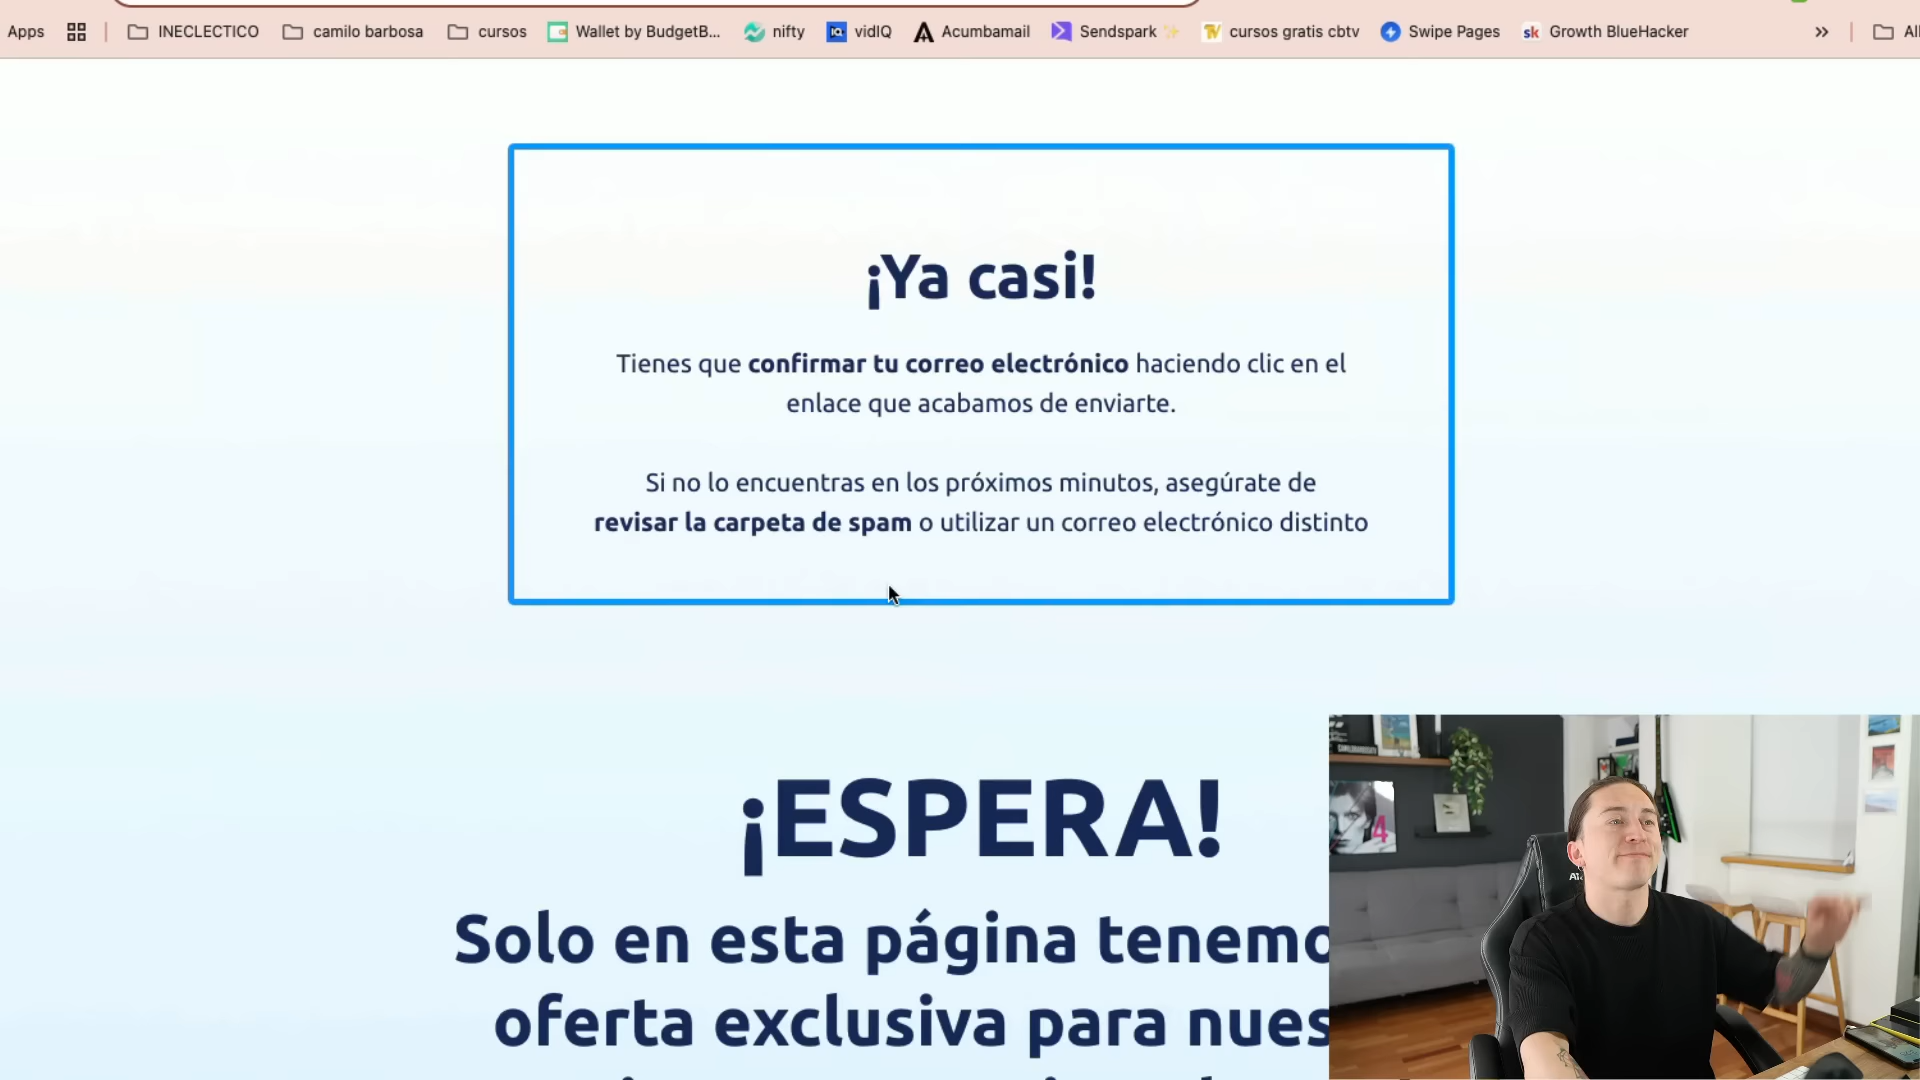 Apps INECLECTICO camilo barbosa cursos Wallet by BudgetB... nifty vidIQ Acumbamail Sendspark ✨ cursos gratis cbtv Swipe Pages sk Growth BlueHacker »
¡Ya casi!
Tienes que confirmar tu correo electrónico haciendo clic en el
enlace que acabamos de enviarte.
Si no lo encuentras en los próximos minutos, asegúrate de
revisar la carpeta de spam o utilizar un correo electrónico distinto
¡ESPERA!
Solo en esta página tenemo
oferta exclusiva para nues
4